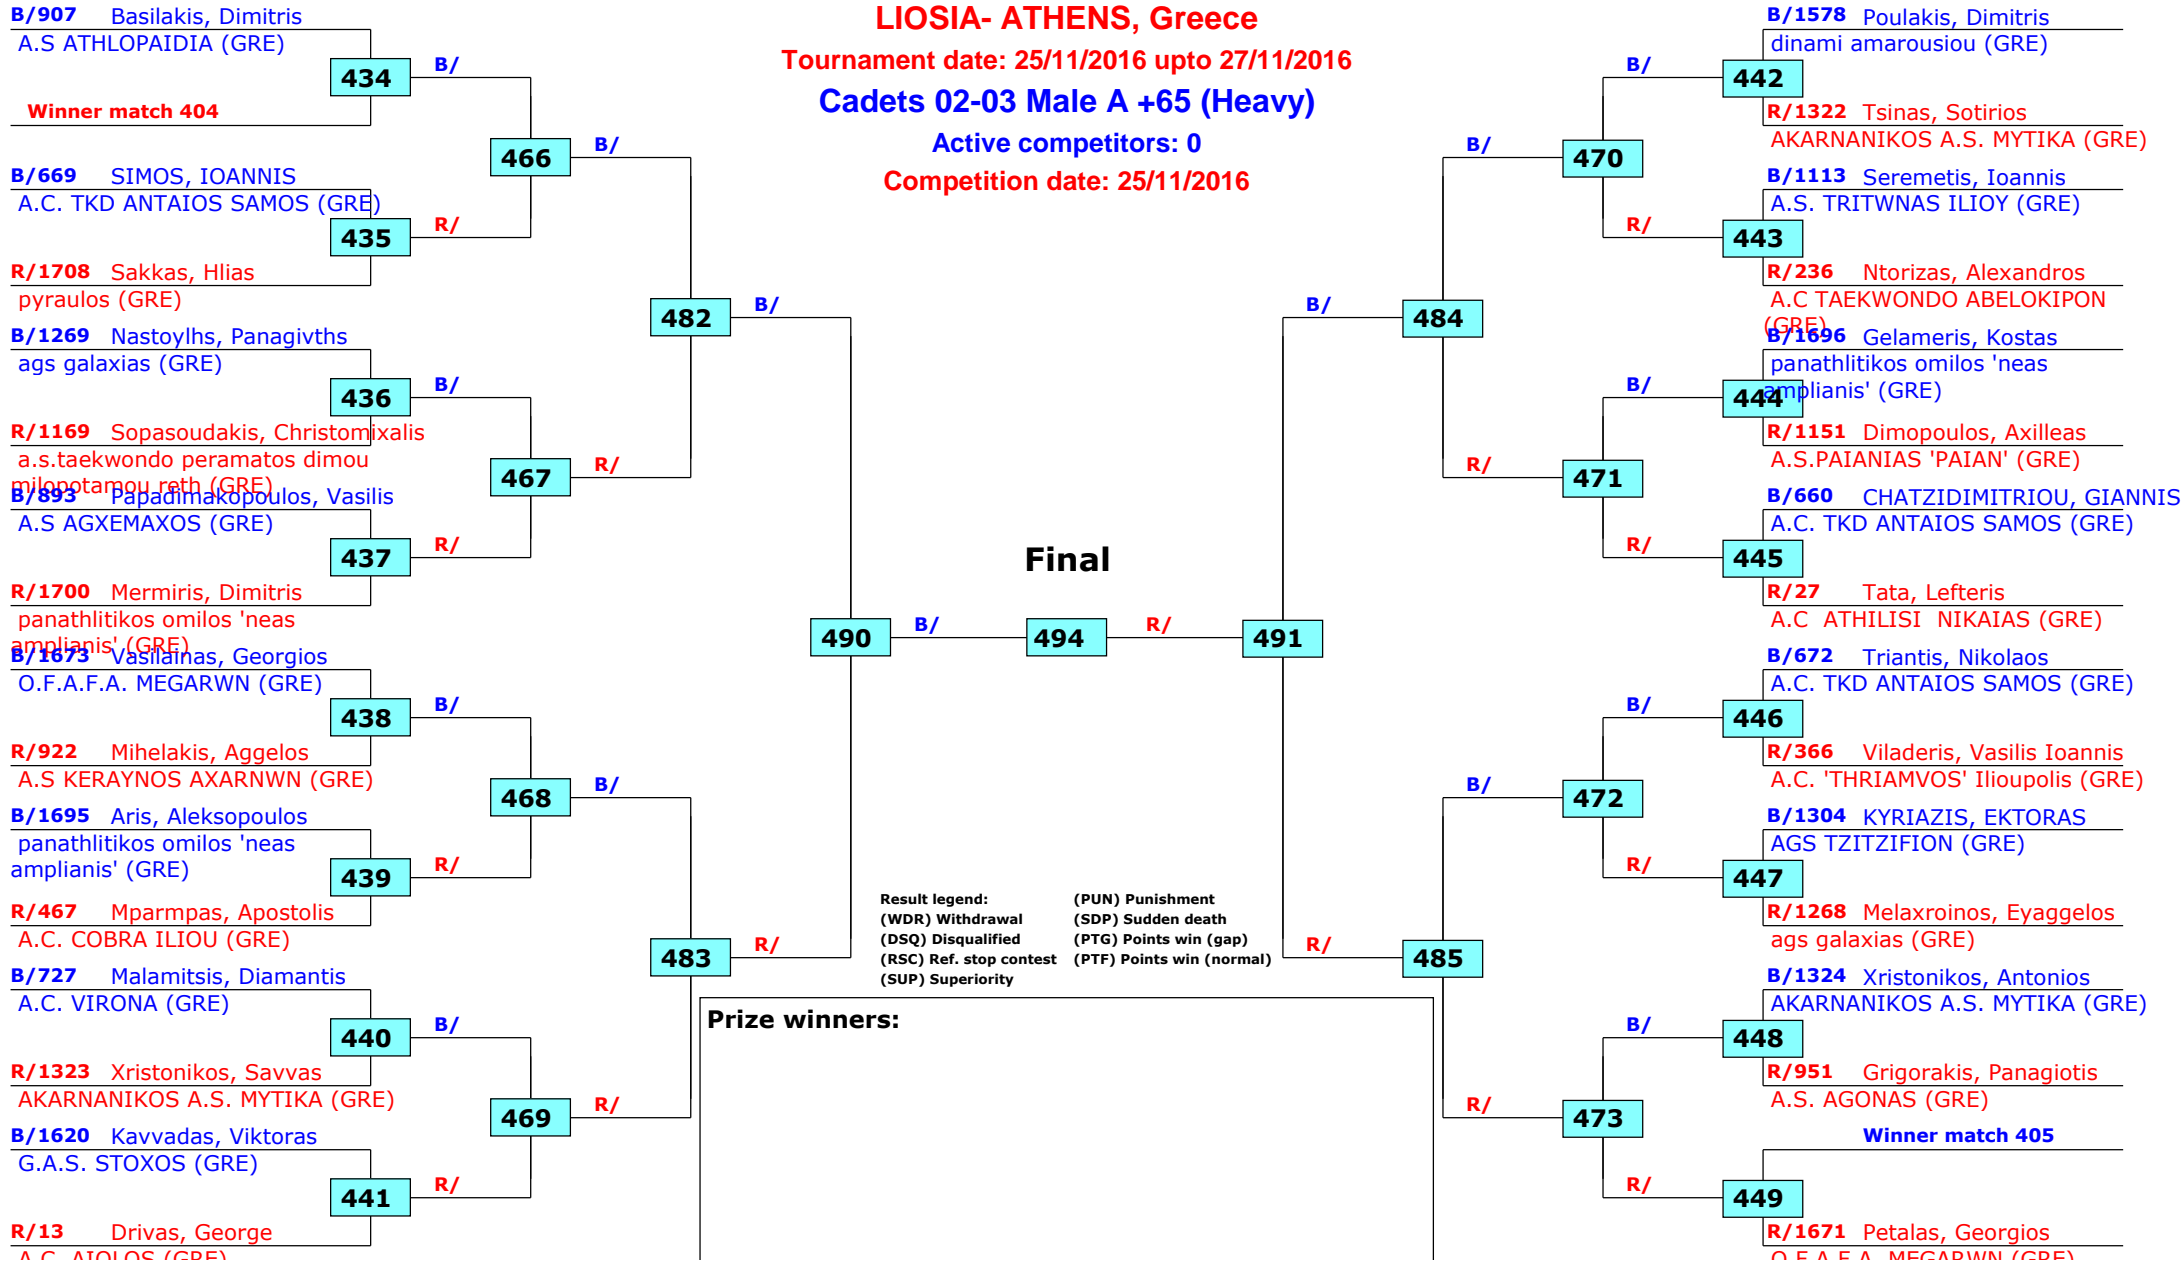 LIOSIA- ATHENS, Greece
Tournament date: 25/11/2016 upto 27/11/2016
Cadets 02-03 Male A +65 (Heavy)
Active competitors: 0
Competition date: 25/11/2016
B/907 Basilakis, Dimitris
A.S ATHLOPAIDIA (GRE)
434
B/
Winner match 404
466
B/
B/669 SIMOS, IOANNIS
A.C. TKD ANTAIOS SAMOS (GRE)
435
R/
R/1708 Sakkas, Hlias
pyraulos (GRE)
482
B/
B/1269 Nastoylhs, Panagivths
ags galaxias (GRE)
436
B/
R/1169 Sopasoudakis, Christomixalis
a.s.taekwondo peramatos dimou
milopotamou reth (GRE)
467
R/
B/893 Papadimakopoulos, Vasilis
A.S AGXEMAXOS (GRE)
437
R/
R/1700 Mermiris, Dimitris
panathlitikos omilos 'neas
amplianis' (GRE)
490
B/
B/1673 Vasilainas, Georgios
O.F.A.F.A. MEGARWN (GRE)
438
B/
R/922 Mihelakis, Aggelos
A.S KERAYNOS AXARNWN (GRE)
468
B/
B/1695 Aris, Aleksopoulos
panathlitikos omilos 'neas
amplianis' (GRE)
439
R/
R/467 Mparmpas, Apostolis
A.C. COBRA ILIOU (GRE)
483
R/
B/727 Malamitsis, Diamantis
A.C. VIRONA (GRE)
440
B/
R/1323 Xristonikos, Savvas
AKARNANIKOS A.S. MYTIKA (GRE)
469
R/
B/1620 Kavvadas, Viktoras
G.A.S. STOXOS (GRE)
441
R/
R/13 Drivas, George
A.C. AIOLOS (GRE)
Final
494
R/
491
B/1578 Poulakis, Dimitris
dinami amarousiou (GRE)
B/
442
R/1322 Tsinas, Sotirios
AKARNANIKOS A.S. MYTIKA (GRE)
B/
470
B/1113 Seremetis, Ioannis
A.S. TRITWNAS ILIOY (GRE)
R/
443
R/236 Ntorizas, Alexandros
A.C TAEKWONDO ABELOKIPON
(GRE)
B/
484
B/1696 Gelameris, Kostas
panathlitikos omilos 'neas
amplianis' (GRE)
B/
444
R/1151 Dimopoulos, Axilleas
A.S.PAIANIAS 'PAIAN' (GRE)
R/
471
B/660 CHATZIDIMITRIOU, GIANNIS
A.C. TKD ANTAIOS SAMOS (GRE)
R/
445
R/27 Tata, Lefteris
A.C ATHILISI NIKAIAS (GRE)
B/672 Triantis, Nikolaos
A.C. TKD ANTAIOS SAMOS (GRE)
B/
446
R/366 Viladeris, Vasilis Ioannis
A.C. 'THRIAMVOS' Ilioupolis (GRE)
B/
472
B/1304 KYRIAZIS, EKTORAS
AGS TZITZIFION (GRE)
R/
447
R/1268 Melaxroinos, Eyaggelos
ags galaxias (GRE)
R/
485
B/1324 Xristonikos, Antonios
AKARNANIKOS A.S. MYTIKA (GRE)
B/
448
R/951 Grigorakis, Panagiotis
A.S. AGONAS (GRE)
R/
473
Winner match 405
R/
449
R/1671 Petalas, Georgios
O.F.A.F.A. MEGARWN (GRE)
Result legend: (PUN) Punishment
(WDR) Withdrawal (SDP) Sudden death
(DSQ) Disqualified (PTG) Points win (gap)
(RSC) Ref. stop contest (PTF) Points win (normal)
(SUP) Superiority
Prize winners: